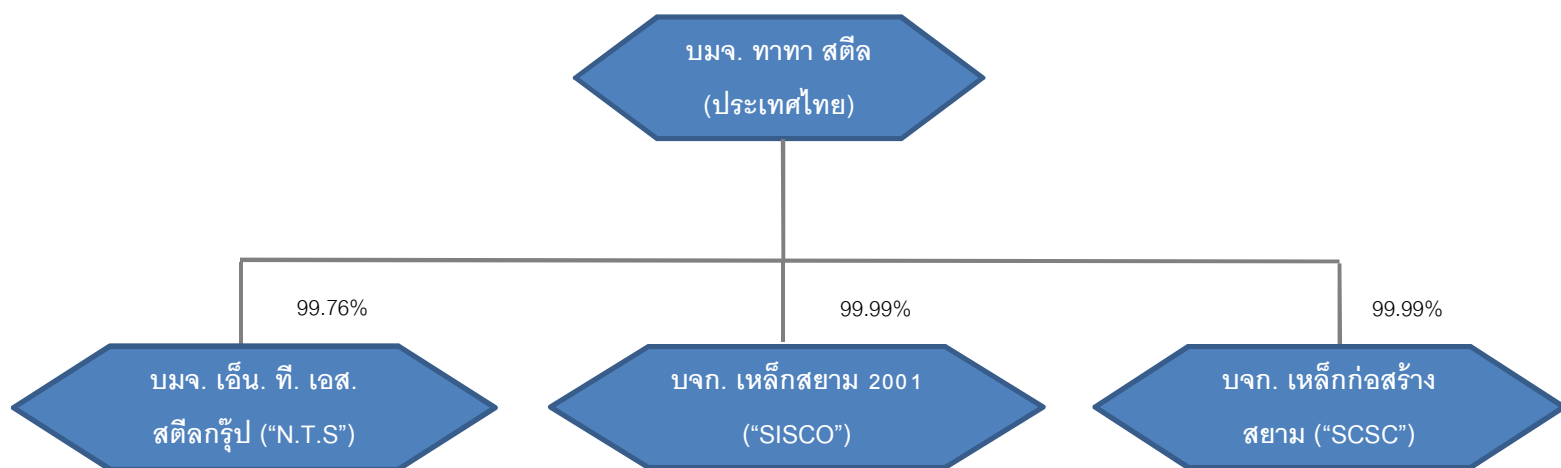 บมจ. ทาทา สตีล
(ประเทศไทย)
99.76%
99.99%
99.99%
บมจ. เอ็น. ที. เอส.
สตีลกรุ๊ป (“N.T.S”)
บจก. เหล็กสยาม 2001
(“SISCO”)
บจก. เหล็กก่อสร้าง
สยาม (“SCSC”)